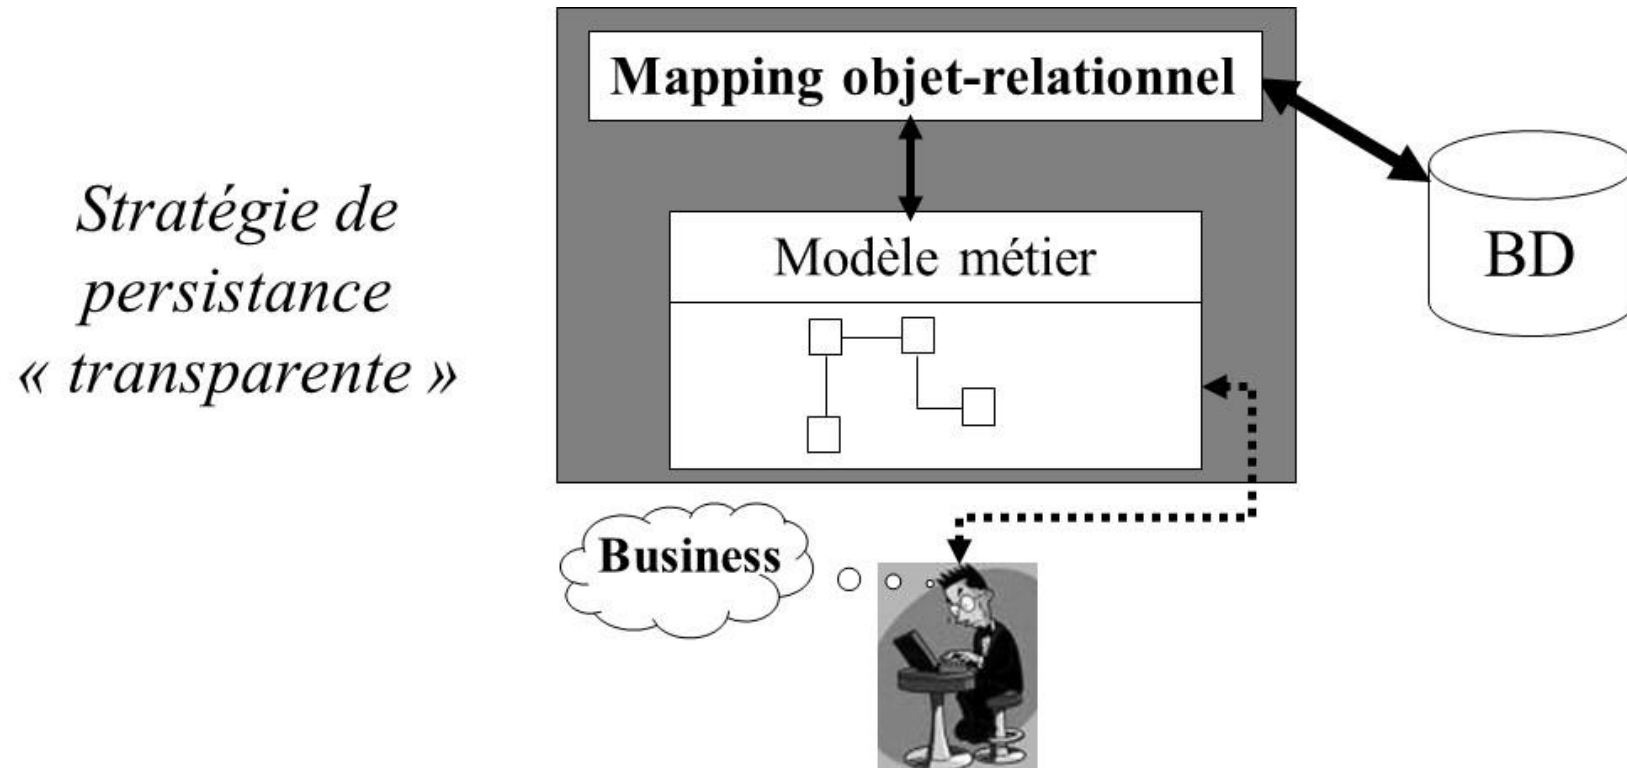 Stratégie de
persistance
« transparente »
Mapping objet-relationnel
Modèle métier
BD
Business